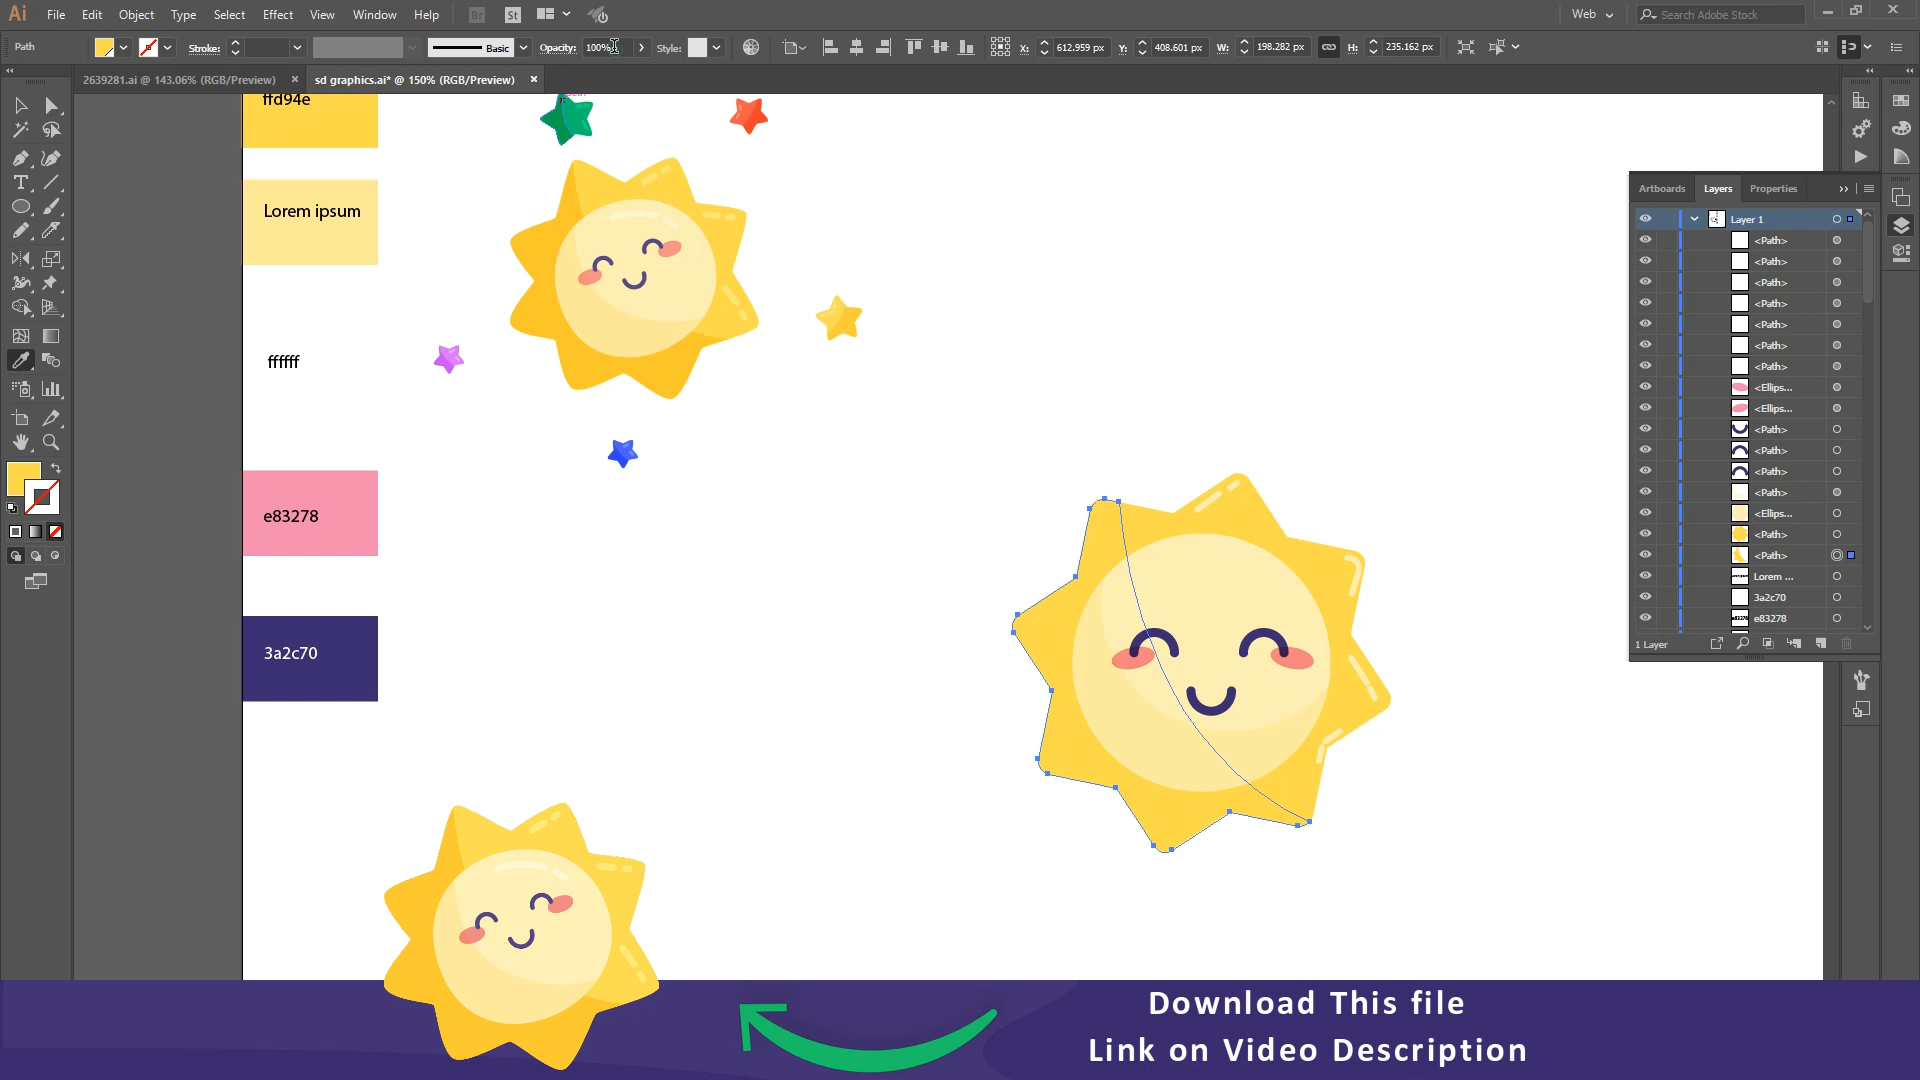 Ai File Edit Object Type Select Effect View Window Help Br St Web Search Adobe Stock
Path Stroke: Basic Opacity: 100% Style: X: 612.959 px Y: 408.601 px W: 198.282 px H: 235.162 px
2639281.ai @ 143.06% (RGB/Preview) × sd graphics.ai* @ 150% (RGB/Preview) ×
ffd94e
Lorem ipsum
ffffff
e83278
3a2c70
Artboards Layers Properties
Layer 1
<Path>
<Path>
<Path>
<Path>
<Path>
<Path>
<Path>
<Ellips...
<Ellips...
<Path>
<Path>
<Path>
<Path>
<Ellips...
<Path>
<Path>
Lorem ...
3a2c70
e83278
1 Layer
Download This file
Link on Video Description